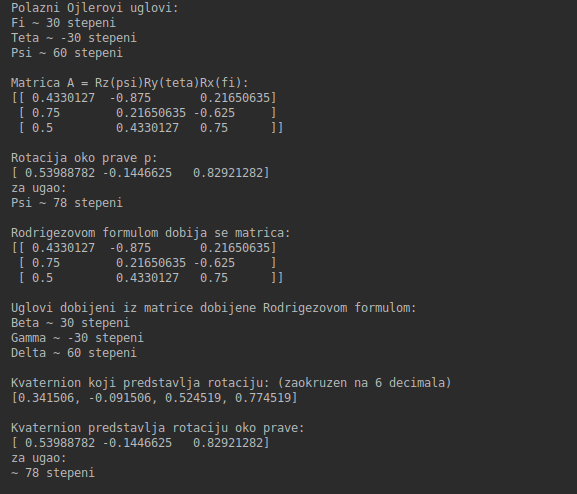 Polazni Ojlerovi uglovi:
Fi ~ 30 stepeni
Teta ~ -30 stepeni
Psi ~ 60 stepeni

Matrica A = Rz(psi)Ry(teta)Rx(fi):
[[ 0.4330127  -0.875       0.21650635]
 [ 0.75        0.21650635 -0.625     ]
 [ 0.5         0.4330127   0.75      ]]

Rotacija oko prave p:
[ 0.53988782 -0.1446625   0.82921282]
za ugao:
Psi ~ 78 stepeni

Rodrigezovom formulom dobija se matrica:
[[ 0.4330127  -0.875       0.21650635]
 [ 0.75        0.21650635 -0.625     ]
 [ 0.5         0.4330127   0.75      ]]

Uglovi dobijeni iz matrice dobijene Rodrigezovom formulom:
Beta ~ 30 stepeni
Gamma ~ -30 stepeni
Delta ~ 60 stepeni

Kvaternion koji predstavlja rotaciju: (zaokruzen na 6 decimala)
[0.341506, -0.091506, 0.524519, 0.774519]

Kvaternion predstavlja rotaciju oko prave:
[ 0.53988782 -0.1446625   0.82921282]
za ugao:
~ 78 stepeni